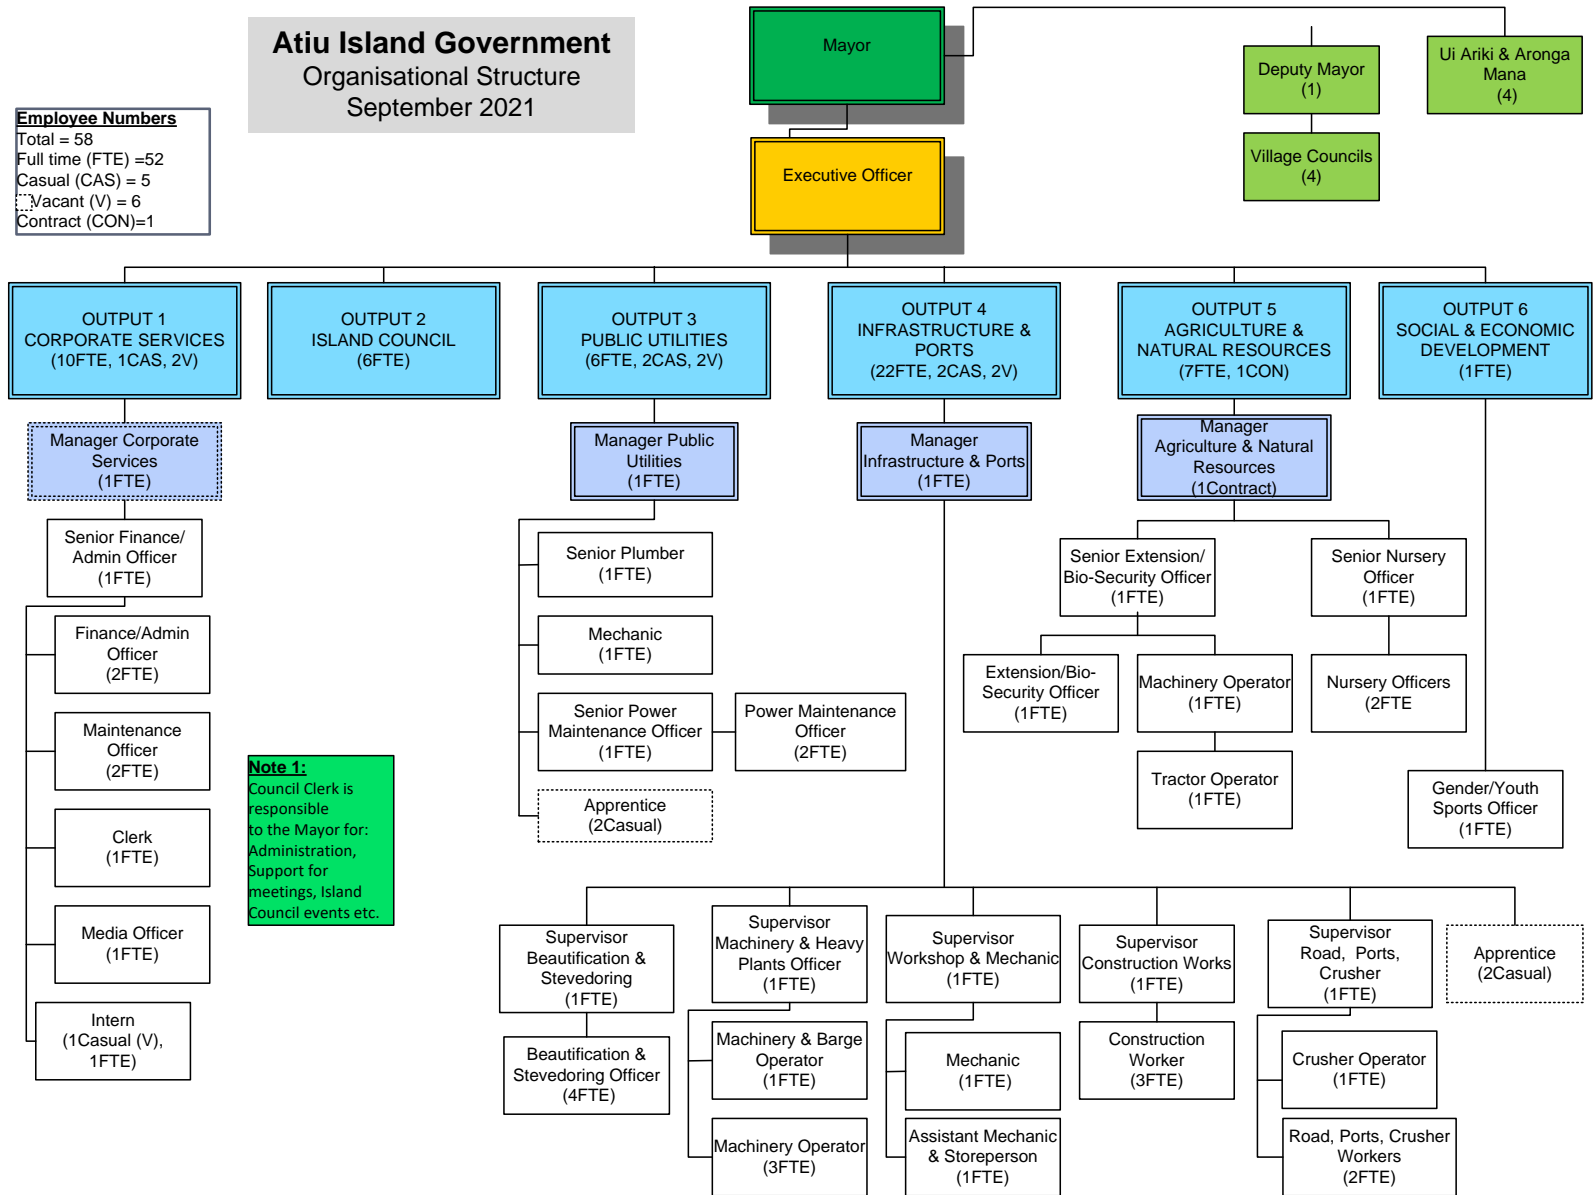 Atiu Island Government
Organisational Structure
September 2021
Employee Numbers
Total = 58
Full time (FTE) =52
Casual (CAS) = 5
Vacant (V) = 6
Contract (CON)=1
Mayor
Executive Officer
Deputy Mayor
(1)
Village Councils
(4)
Ui Ariki & Aronga
Mana
(4)
OUTPUT 1
CORPORATE SERVICES
(10FTE, 1CAS, 2V)
OUTPUT 2
ISLAND COUNCIL
(6FTE)
OUTPUT 3
PUBLIC UTILITIES
(6FTE, 2CAS, 2V)
OUTPUT 4
INFRASTRUCTURE &
PORTS
(22FTE, 2CAS, 2V)
OUTPUT 5
AGRICULTURE &
NATURAL RESOURCES
(7FTE, 1CON)
OUTPUT 6
SOCIAL & ECONOMIC
DEVELOPMENT
(1FTE)
Manager Corporate
Services
(1FTE)
Manager Public
Utilities
(1FTE)
Manager
Infrastructure & Ports
(1FTE)
Manager
Agriculture & Natural
Resources
(1Contract)
Senior Finance/
Admin Officer
(1FTE)
Finance/Admin
Officer
(2FTE)
Maintenance
Officer
(2FTE)
Clerk
(1FTE)
Media Officer
(1FTE)
Intern
(1Casual (V),
1FTE)
Note 1:
Council Clerk is
responsible
to the Mayor for:
Administration,
Support for
meetings, Island
Council events etc.
Senior Plumber
(1FTE)
Mechanic
(1FTE)
Senior Power
Maintenance Officer
(1FTE)
Power Maintenance
Officer
(2FTE)
Apprentice
(2Casual)
Senior Extension/
Bio-Security Officer
(1FTE)
Senior Nursery
Officer
(1FTE)
Extension/Bio-
Security Officer
(1FTE)
Machinery Operator
(1FTE)
Nursery Officers
(2FTE
Tractor Operator
(1FTE)
Gender/Youth
Sports Officer
(1FTE)
Supervisor
Beautification &
Stevedoring
(1FTE)
Beautification &
Stevedoring Officer
(4FTE)
Supervisor
Machinery & Heavy
Plants Officer
(1FTE)
Machinery & Barge
Operator
(1FTE)
Machinery Operator
(3FTE)
Supervisor
Workshop & Mechanic
(1FTE)
Mechanic
(1FTE)
Assistant Mechanic
& Storeperson
(1FTE)
Supervisor
Construction Works
(1FTE)
Construction
Worker
(3FTE)
Supervisor
Road, Ports,
Crusher
(1FTE)
Crusher Operator
(1FTE)
Road, Ports, Crusher
Workers
(2FTE)
Apprentice
(2Casual)